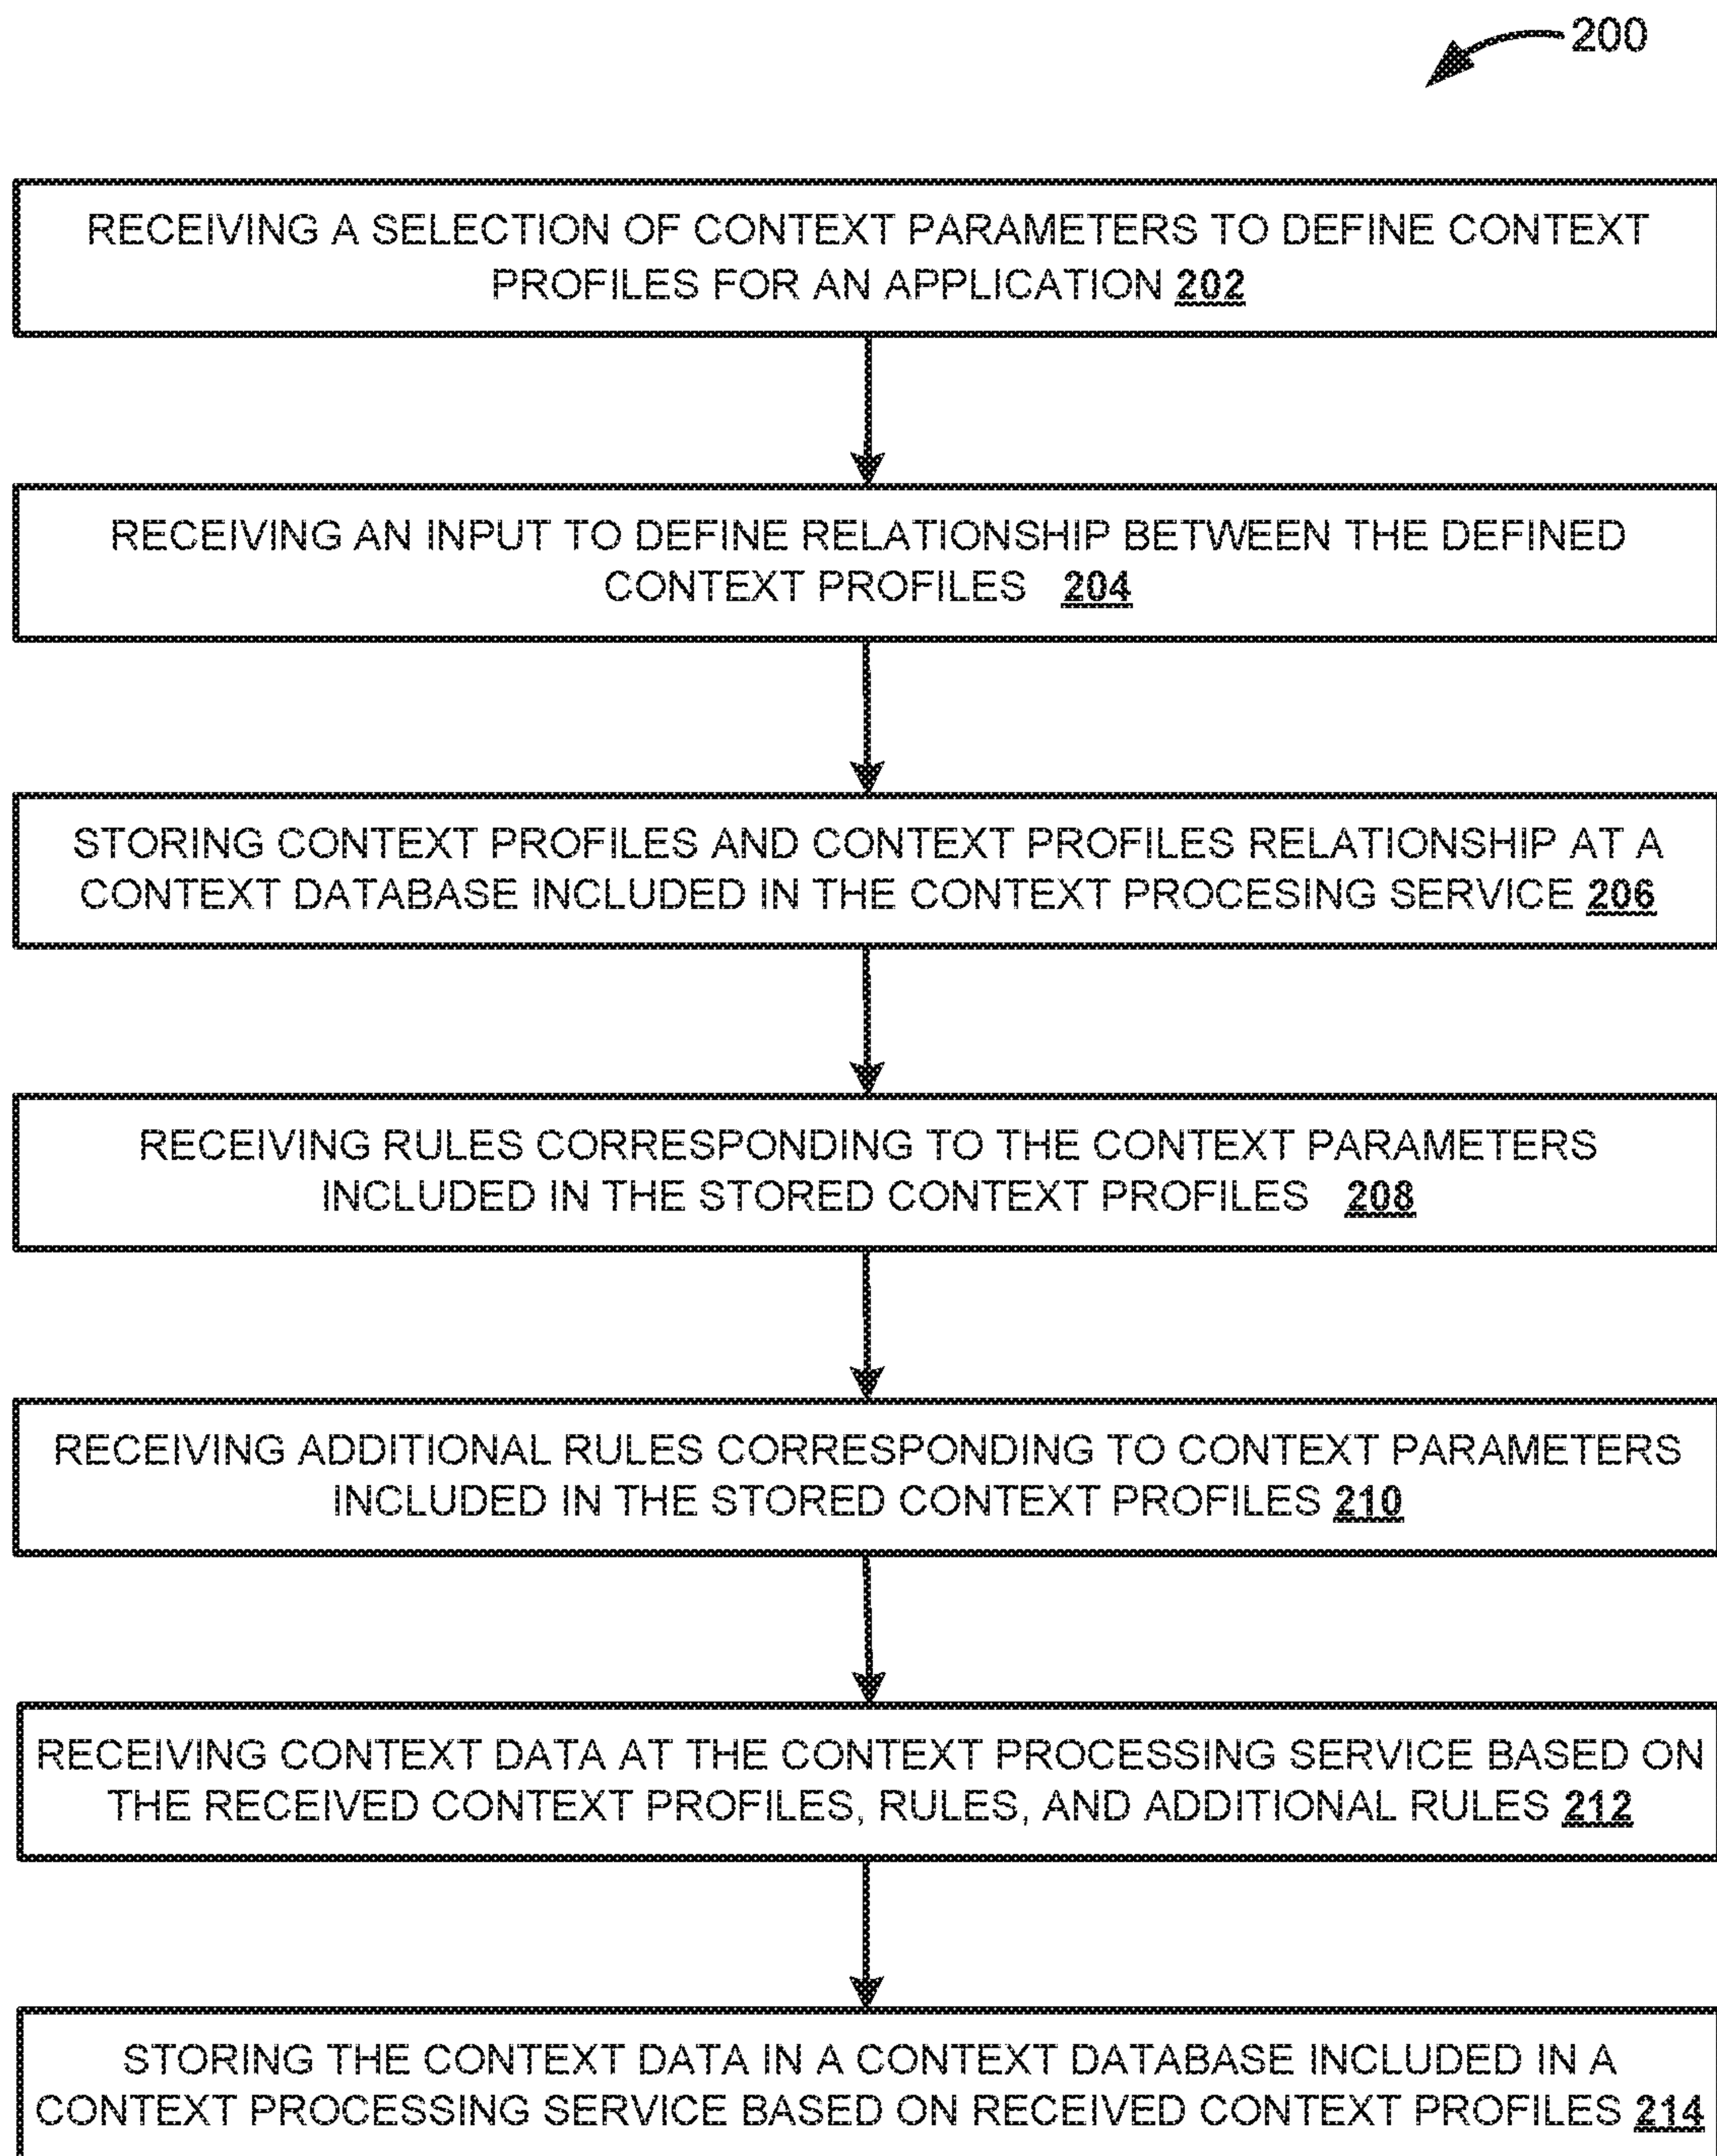 200
RECEIVING A SELECTION OF CONTEXT PARAMETERS TO DEFINE CONTEXT
PROFILES FOR AN APPLICATION 202
RECEIVING AN INPUT TO DEFINE RELATIONSHIP BETWEEN THE DEFINED
CONTEXT PROFILES 204
STORING CONTEXT PROFILES AND CONTEXT PROFILES RELATIONSHIP AT A
CONTEXT DATABASE INCLUDED IN THE CONTEXT PROCESING SERVICE 206
RECEIVING RULES CORRESPONDING TO THE CONTEXT PARAMETERS
INCLUDED IN THE STORED CONTEXT PROFILES 208
RECEIVING ADDITIONAL RULES CORRESPONDING TO CONTEXT PARAMETERS
INCLUDED IN THE STORED CONTEXT PROFILES 210
RECEIVING CONTEXT DATA AT THE CONTEXT PROCESSING SERVICE BASED ON
THE RECEIVED CONTEXT PROFILES, RULES, AND ADDITIONAL RULES 212
STORING THE CONTEXT DATA IN A CONTEXT DATABASE INCLUDED IN A
CONTEXT PROCESSING SERVICE BASED ON RECEIVED CONTEXT PROFILES 214